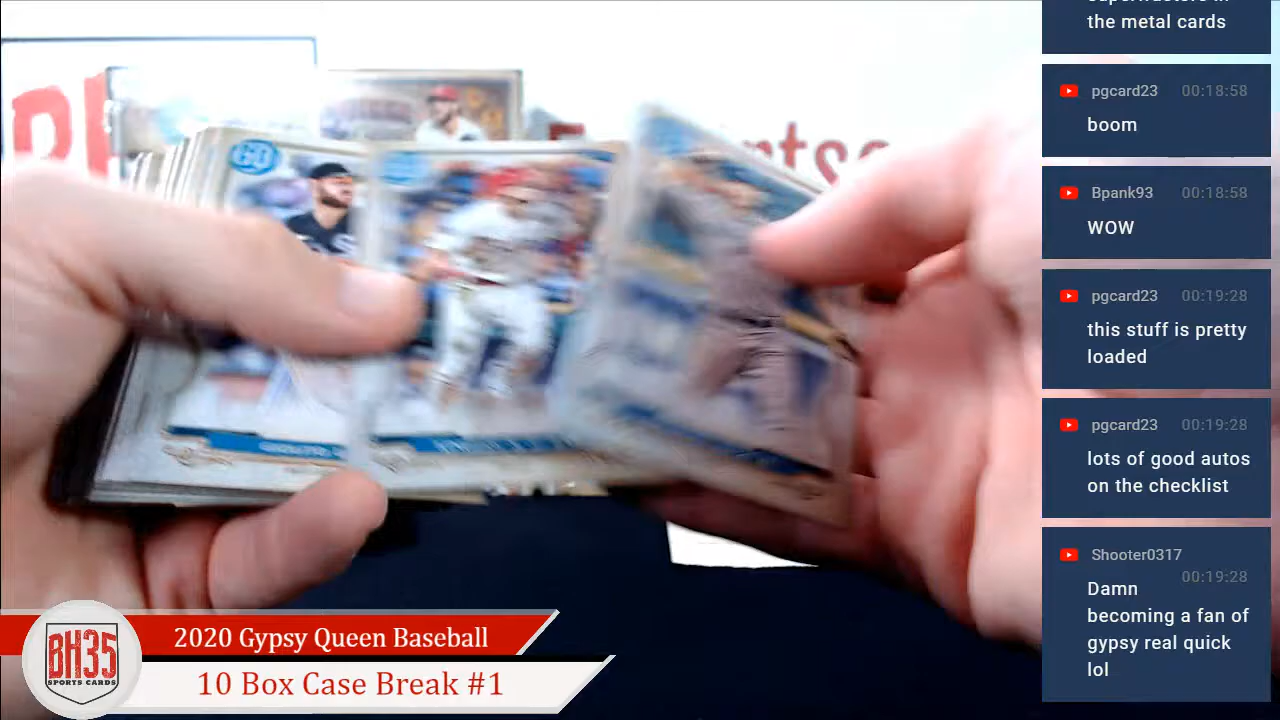 the metal cards
pgcard23 00:18:58
boom
Bpank93 00:18:58
WOW
pgcard23 00:19:28
this stuff is pretty
loaded
pgcard23 00:19:28
lots of good autos
on the checklist
Shooter0317
00:19:28
Damn
becoming a fan of
gypsy real quick
lol
GQ
BH35
SPORTS CARDS
2020 Gypsy Queen Baseball
10 Box Case Break #1